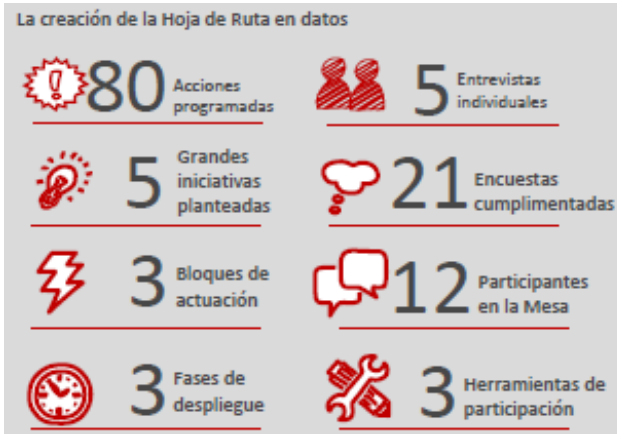 La creación de la Hoja de Ruta en datos
80 Acciones
programadas
5 Entrevistas
individuales
5 Grandes
iniciativas
planteadas
21 Encuestas
cumplimentadas
3 Bloques de
actuación
12 Participantes
en la Mesa
3 Fases de
despliegue
3 Herramientas de
participación